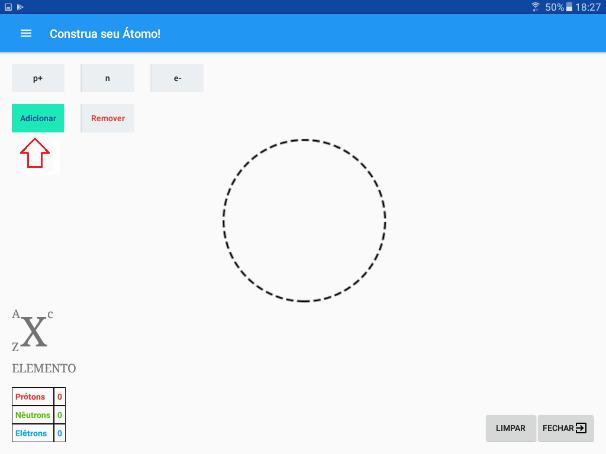 50% 18:27
Construa seu Átomo!
p+ n e-
Adicionar Remover
A X c
Z
ELEMENTO
Prótons 0
Nêutrons 0
Elétrons 0
LIMPAR FECHAR